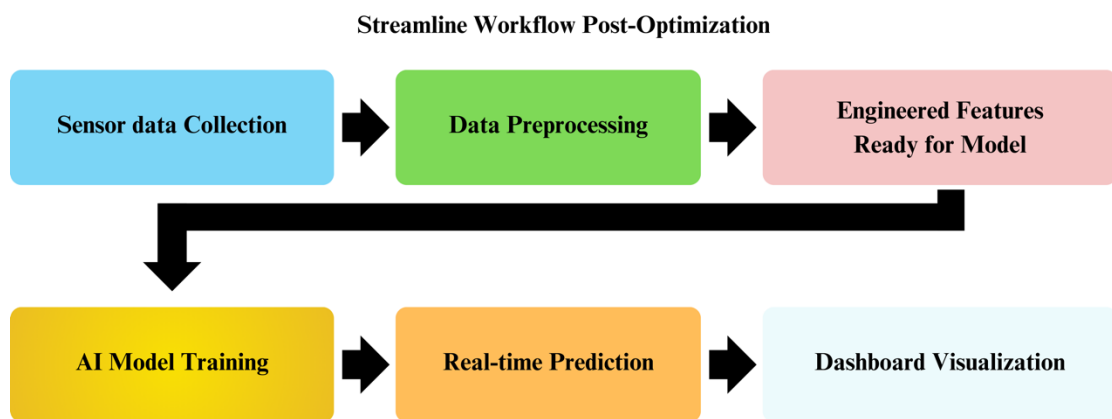 Streamline Workflow Post-Optimization
Sensor data Collection
Data Preprocessing
Engineered Features
Ready for Model
AI Model Training
Real-time Prediction
Dashboard Visualization